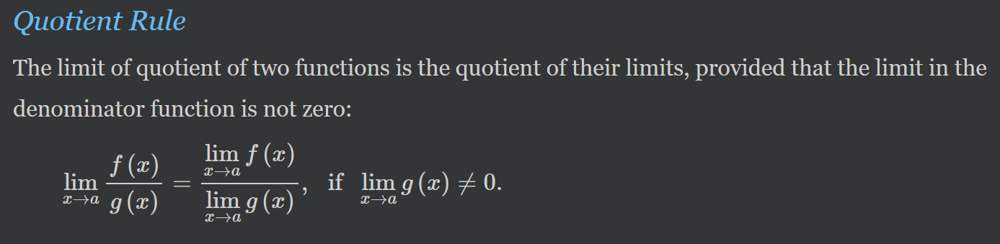 Quotient Rule
The limit of quotient of two functions is the quotient of their limits, provided that the limit in the
denominator function is not zero:
lim_{x→a} f(x)/g(x) = lim_{x→a} f(x) / lim_{x→a} g(x), if lim_{x→a} g(x) ≠ 0.